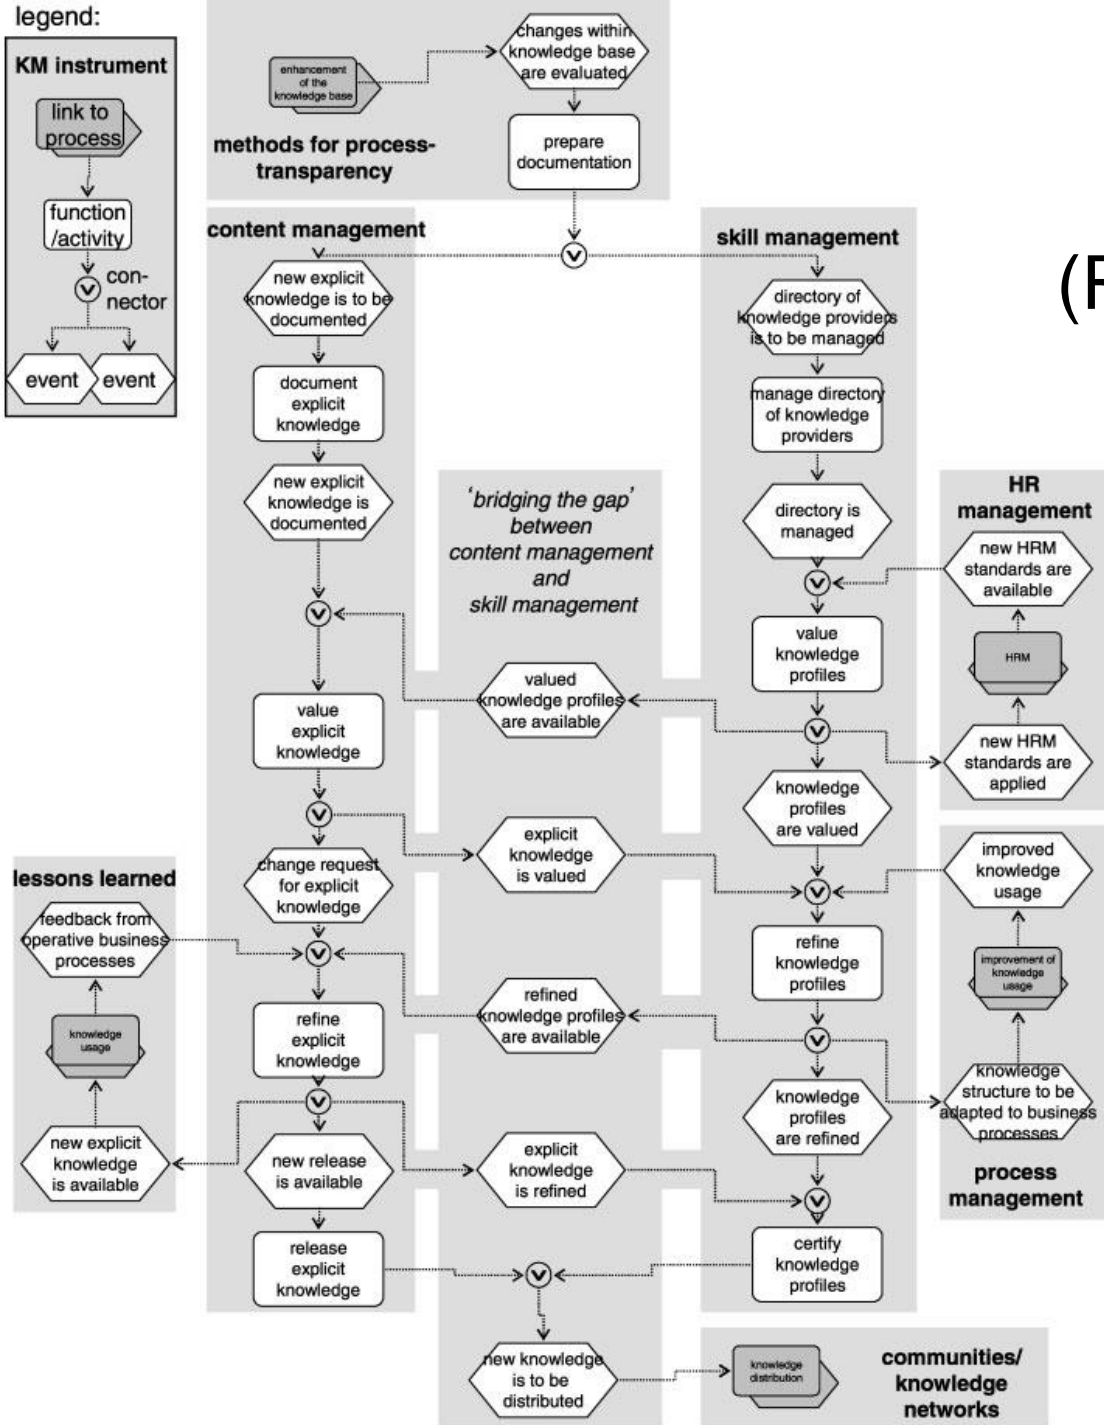 legend:
KM instrument
link to
process
function
/activity
con-
nector
event
event
enhancement
of the
knowledge base
changes within
knowledge base
are evaluated
methods for process-
transparency
prepare
documentation
content management
skill management
new explicit
knowledge is to be
documented
directory of
knowledge providers
is to be managed
(F
document
explicit
knowledge
manage directory
of knowledge
providers
new explicit
knowledge is
documented
'bridging the gap'
between
content management
and
skill management
directory is
managed
HR
management
new HRM
standards are
available
value
knowledge
profiles
HRM
valued
knowledge profiles
are available
value
explicit
knowledge
new HRM
standards are
applied
knowledge
profiles
are valued
explicit
knowledge
is valued
change request
for explicit
knowledge
improved
knowledge
usage
lessons learned
feedback from
operative business
processes
refine
knowledge
profiles
improvement of
knowledge
usage
refined
knowledge profiles
are available
refine
explicit
knowledge
knowledge
usage
knowledge
structure to be
adapted to business
processes
knowledge
profiles
are refined
new explicit
knowledge
is available
new release
is available
explicit
knowledge
is refined
process
management
release
explicit
knowledge
certify
knowledge
profiles
new knowledge
is to be
distributed
knowledge
distribution
communities/
knowledge
networks